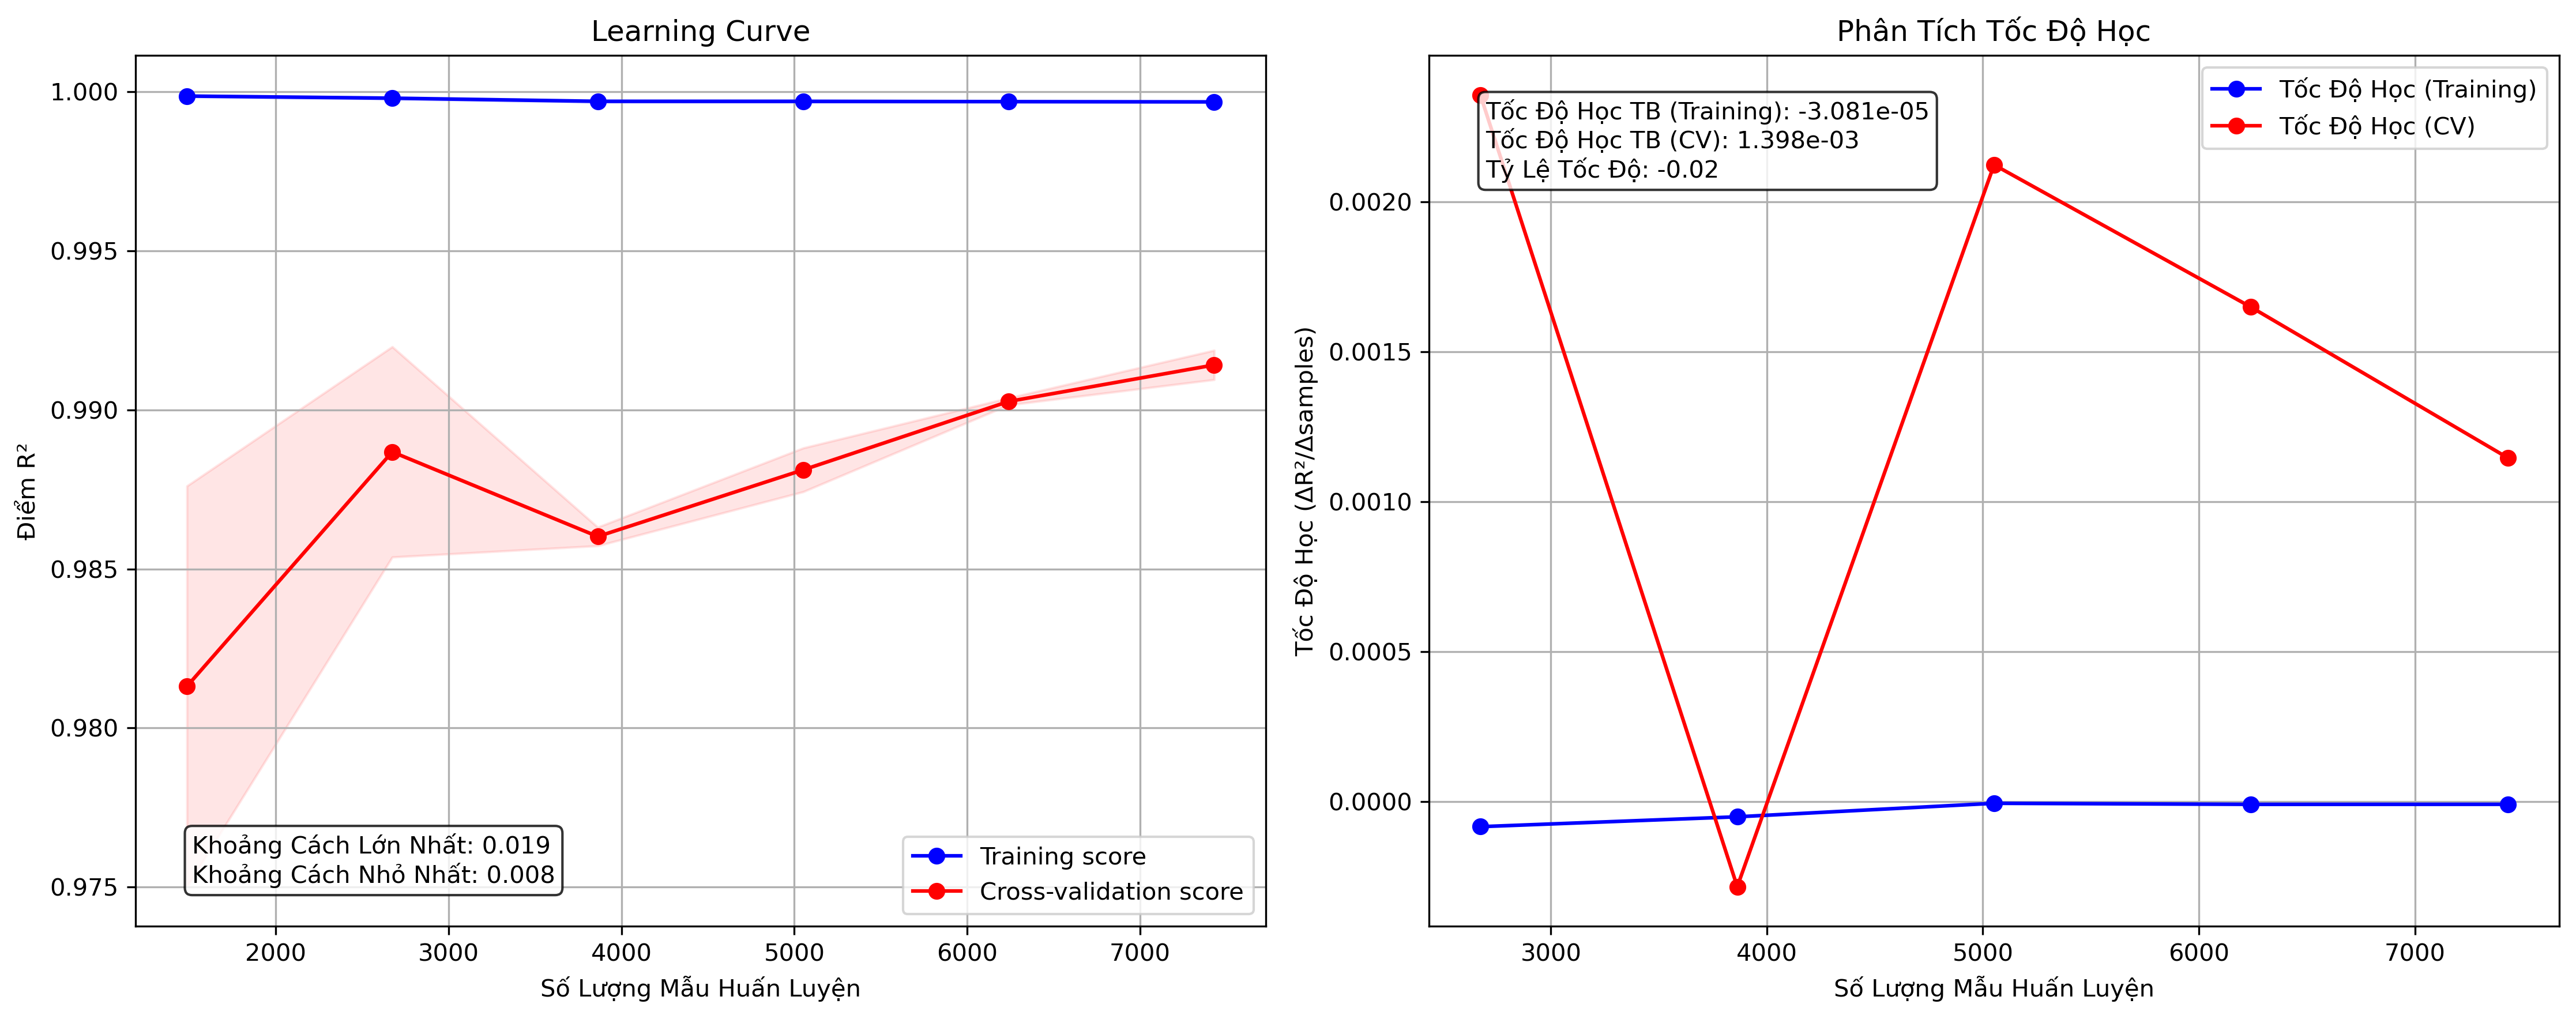 Learning Curve
1.000
0.995
0.990
0.985
0.980
0.975
Điểm R²
Khoảng Cách Lớn Nhất: 0.019
Khoảng Cách Nhỏ Nhất: 0.008
Training score
Cross-validation score
2000 3000 4000 5000 6000 7000
Số Lượng Mẫu Huấn Luyện
Phân Tích Tốc Độ Học
Tốc Độ Học TB (Training): -3.081e-05
Tốc Độ Học TB (CV): 1.398e-03
Tỷ Lệ Tốc Độ: -0.02
Tốc Độ Học (Training)
Tốc Độ Học (CV)
0.0020
0.0015
0.0010
0.0005
0.0000
Tốc Độ Học (ΔR²/Δsamples)
3000 4000 5000 6000 7000
Số Lượng Mẫu Huấn Luyện